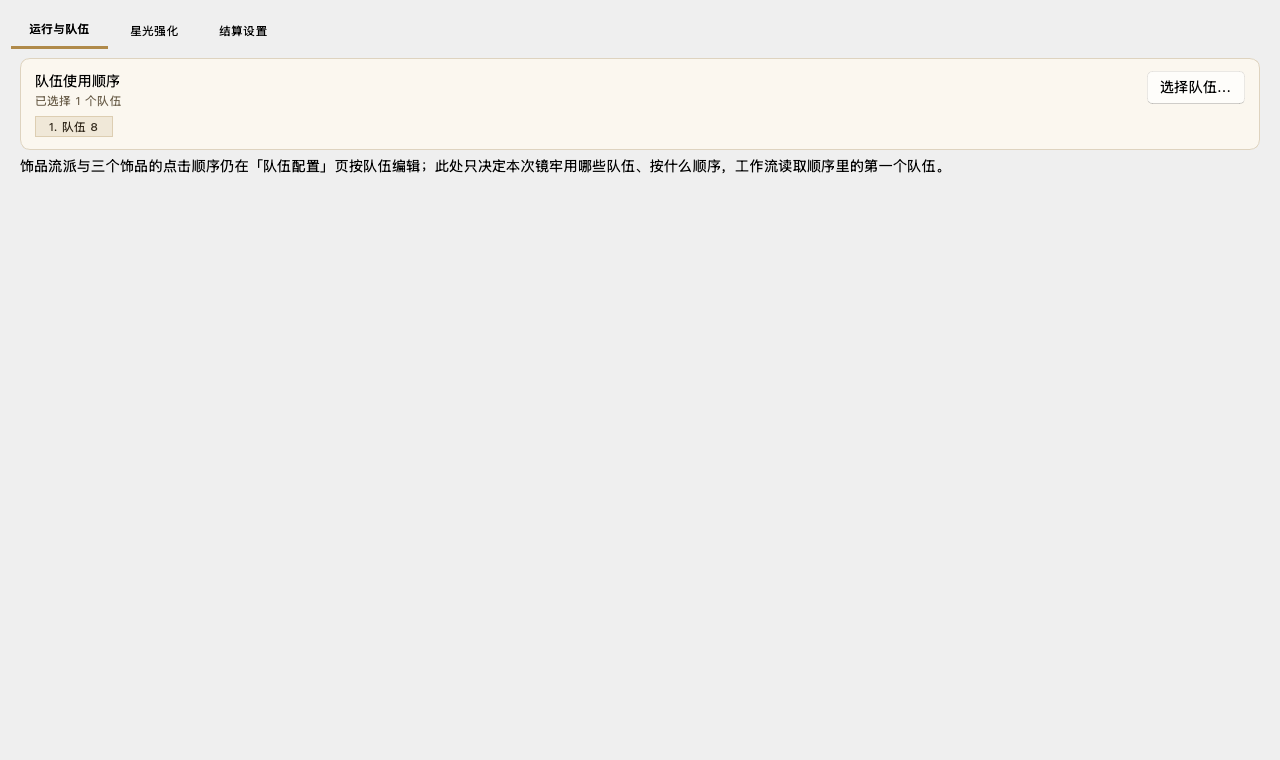 运行与队伍
星光强化
结算设置
队伍使用顺序
选择队伍...
已选择 1 个队伍
1. 队伍 8
饰品流派与三个饰品的点击顺序仍在「队伍配置」页按队伍编辑；此处只决定本次镜牢用哪些队伍、按什么顺序，工作流读取顺序里的第一个队伍。